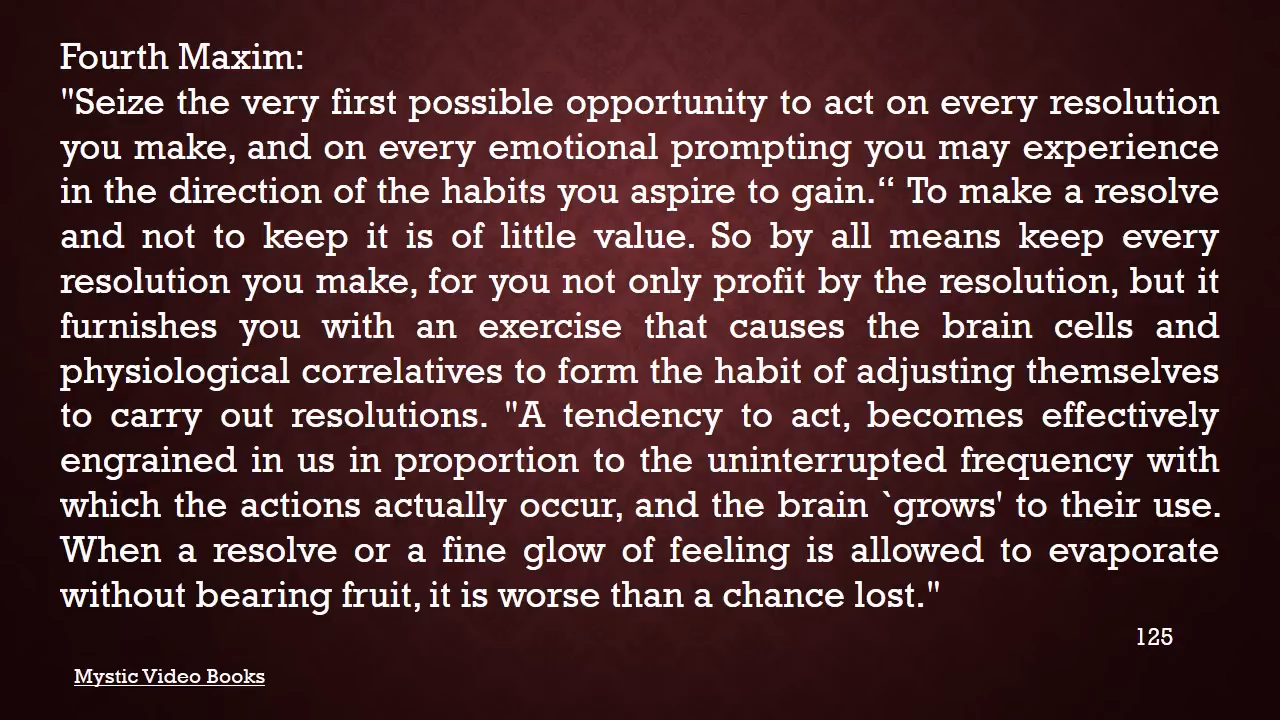 Fourth Maxim:
"Seize the very first possible opportunity to act on every resolution
you make, and on every emotional prompting you may experience
in the direction of the habits you aspire to gain.“ To make a resolve
and not to keep it is of little value. So by all means keep every
resolution you make, for you not only profit by the resolution, but it
furnishes you with an exercise that causes the brain cells and
physiological correlatives to form the habit of adjusting themselves
to carry out resolutions. "A tendency to act, becomes effectively
engrained in us in proportion to the uninterrupted frequency with
which the actions actually occur, and the brain `grows' to their use.
When a resolve or a fine glow of feeling is allowed to evaporate
without bearing fruit, it is worse than a chance lost."
125
Mystic Video Books